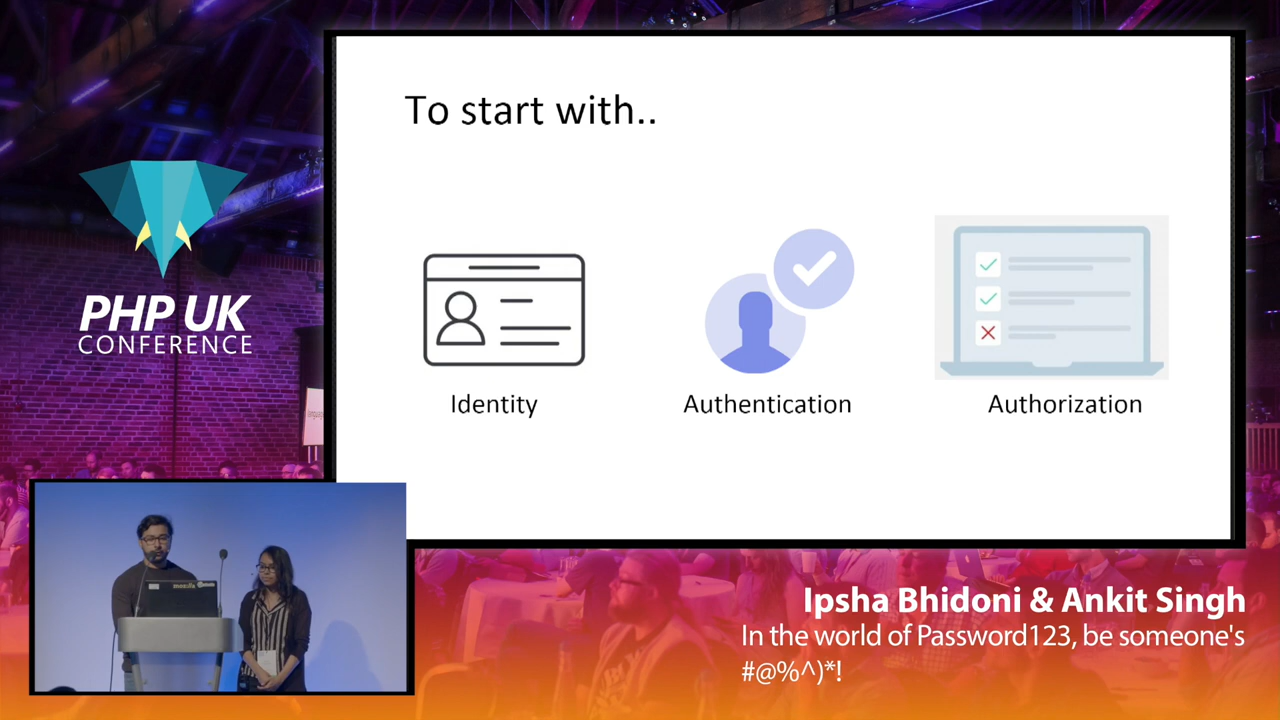 To start with..
Identity
Authentication
Authorization
PHP UK
CONFERENCE
Ipsha Bhidoni & Ankit Singh
In the world of Password123, be someone's
#@%^)*!